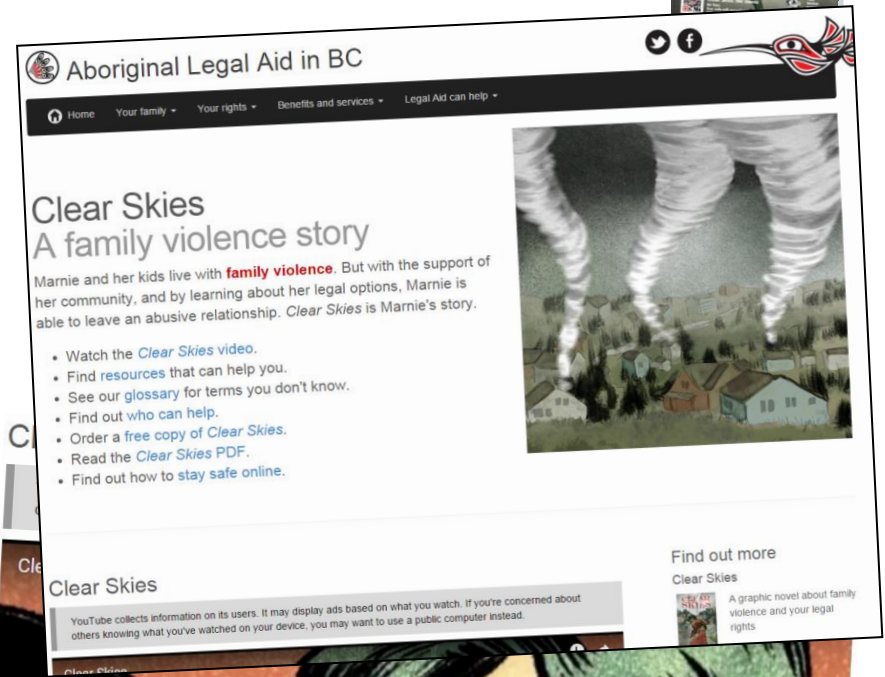 Aboriginal Legal Aid in BC
Home Your family Your rights Benefits and services Legal Aid can help
Clear Skies
A family violence story
Marnie and her kids live with family violence. But with the support of
her community, and by learning about her legal options, Marnie is
able to leave an abusive relationship. Clear Skies is Marnie's story.
• Watch the Clear Skies video.
• Find resources that can help you.
• See our glossary for terms you don't know.
• Find out who can help.
• Order a free copy of Clear Skies.
• Read the Clear Skies PDF.
• Find out how to stay safe online.
Clear Skies
YouTube collects information on its users. It may display ads based on what you watch. If you're concerned about
others knowing what you've watched on your device, you may want to use a public computer instead.
Clear Skies
Find out more
Clear Skies
CLEAR
SKIES
A graphic novel about family
violence and your legal
rights